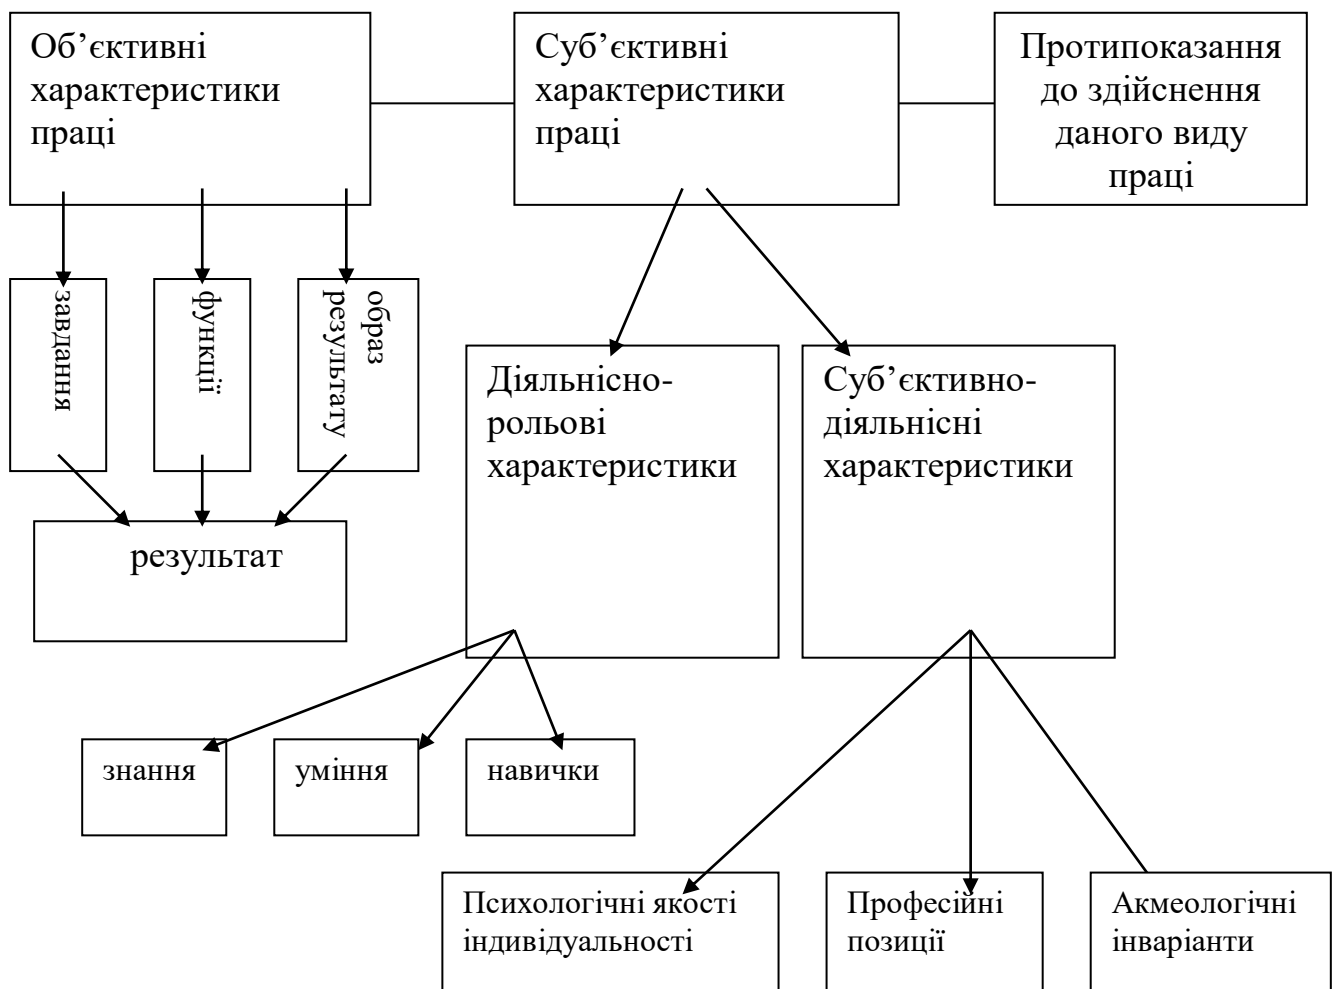 Об’єктивні
характеристики
праці
Суб’єктивні
характеристики
праці
Протипоказання
до здійснення
даного виду
праці
завдання
функції
образ
результату
результат
Діяльнісно-
рольові
характеристики
Суб’єктивно-
діяльнісні
характеристики
знання
уміння
навички
Психологічні якості
індивідуальності
Професійні
позиції
Акмеологічні
інваріанти